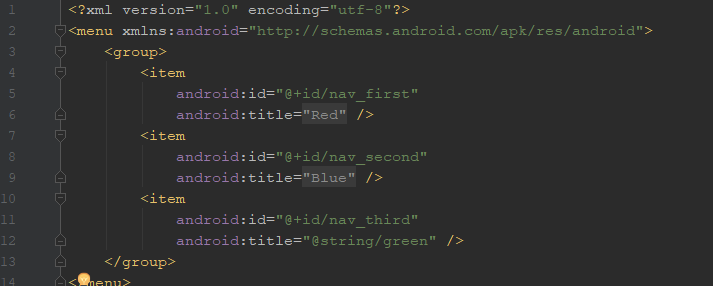 1 <?xml version="1.0" encoding="utf-8"?>
2 <menu xmlns:android="http://schemas.android.com/apk/res/android">
3     <group>
4         <item
5             android:id="@+id/nav_first"
6             android:title="Red" />
7         <item
8             android:id="@+id/nav_second"
9             android:title="Blue" />
10         <item
11             android:id="@+id/nav_third"
12             android:title="@string/green" />
13     </group>
14 </menu>